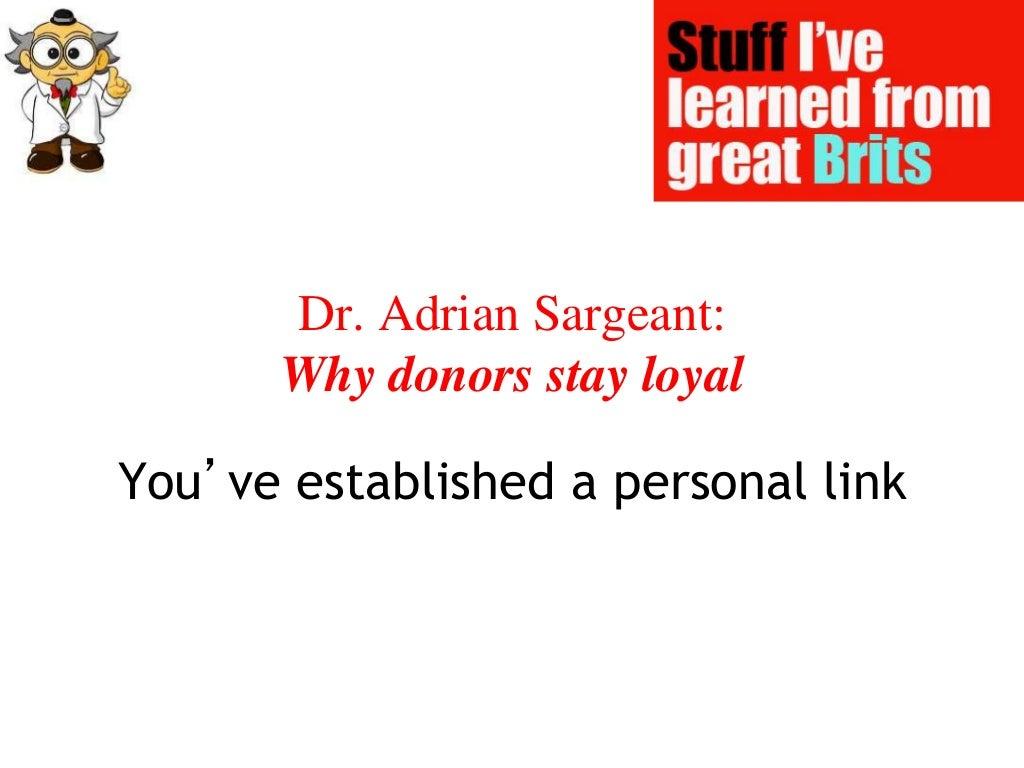 Stuff I've
learned from
great Brits
Dr. Adrian Sargeant:
Why donors stay loyal
You’ve established a personal link